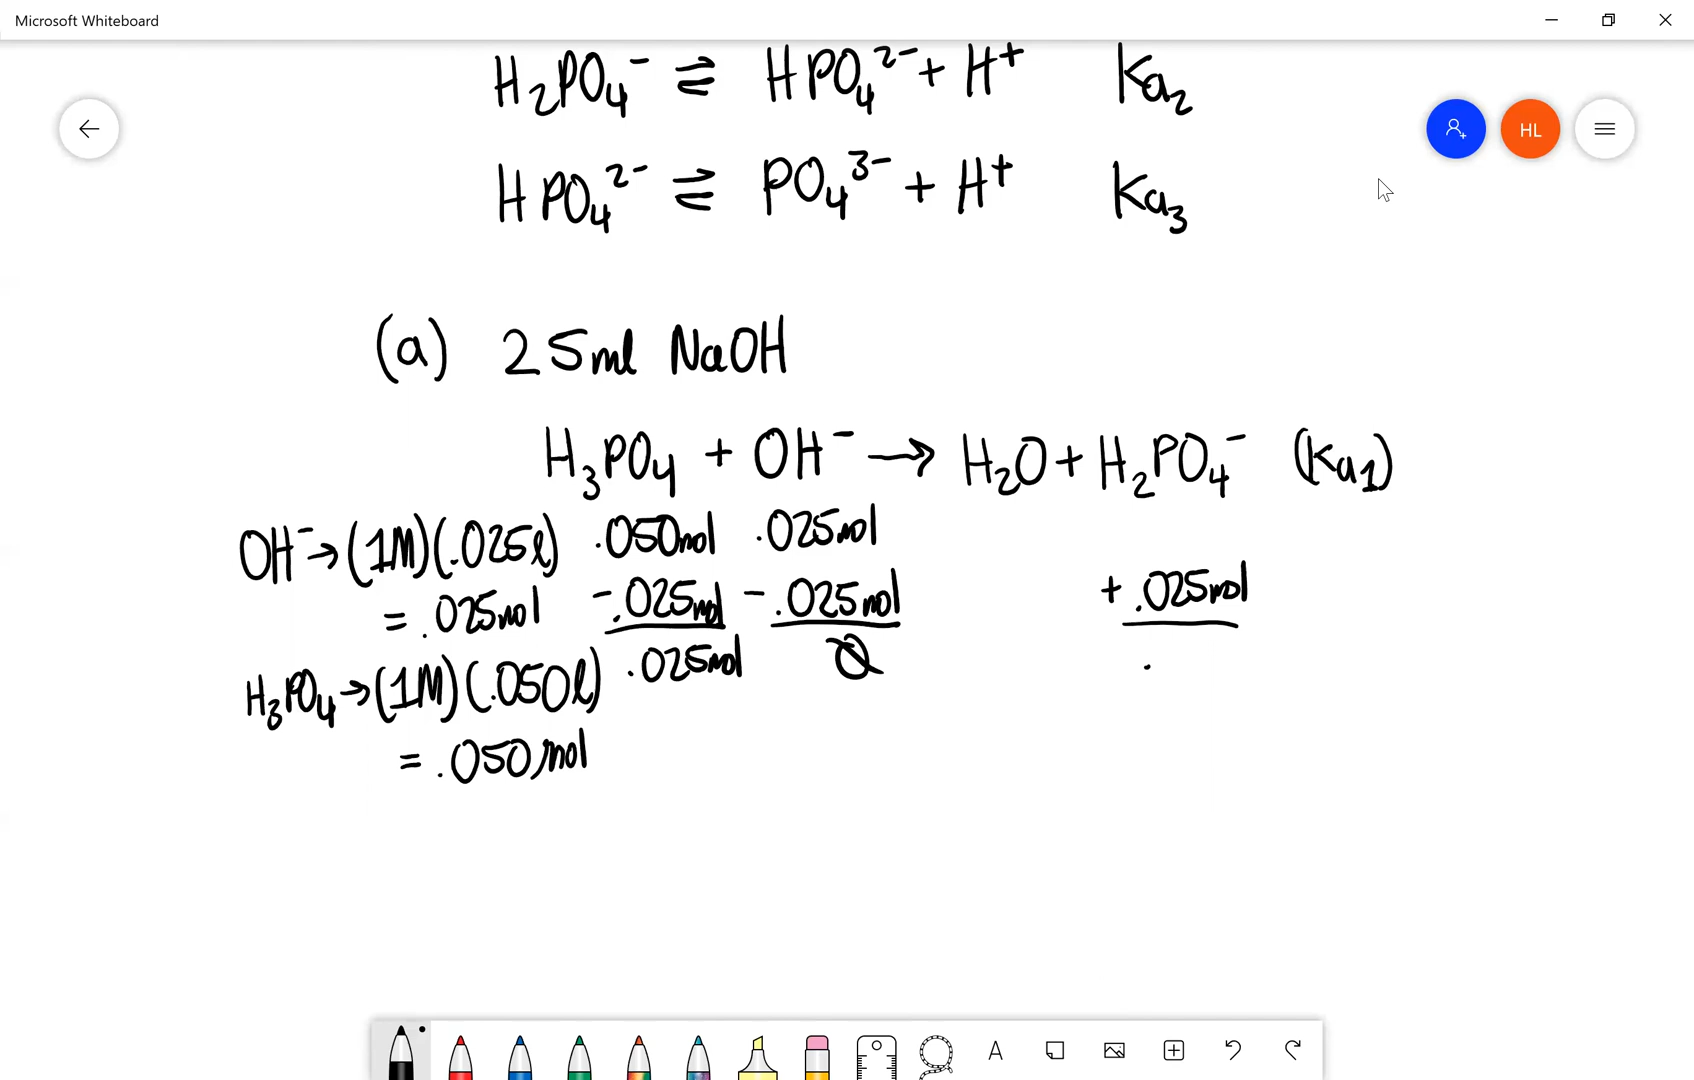 Microsoft Whiteboard
H₂PO₄⁻ ⇌ HPO₄²⁻ + H⁺ Ka₂
HPO₄²⁻ ⇌ PO₄³⁻ + H⁺ Ka₃
HL
(a) 25ml NaOH
H₃PO₄ + OH⁻ → H₂O + H₂PO₄⁻ (Ka1)
OH⁻→(1M)(.025l) .050mol .025mol
= .025mol -.025mol -.025mol +.025mol
H₃PO₄→(1M)(.050l) .025mol 0 .
= .050mol
A